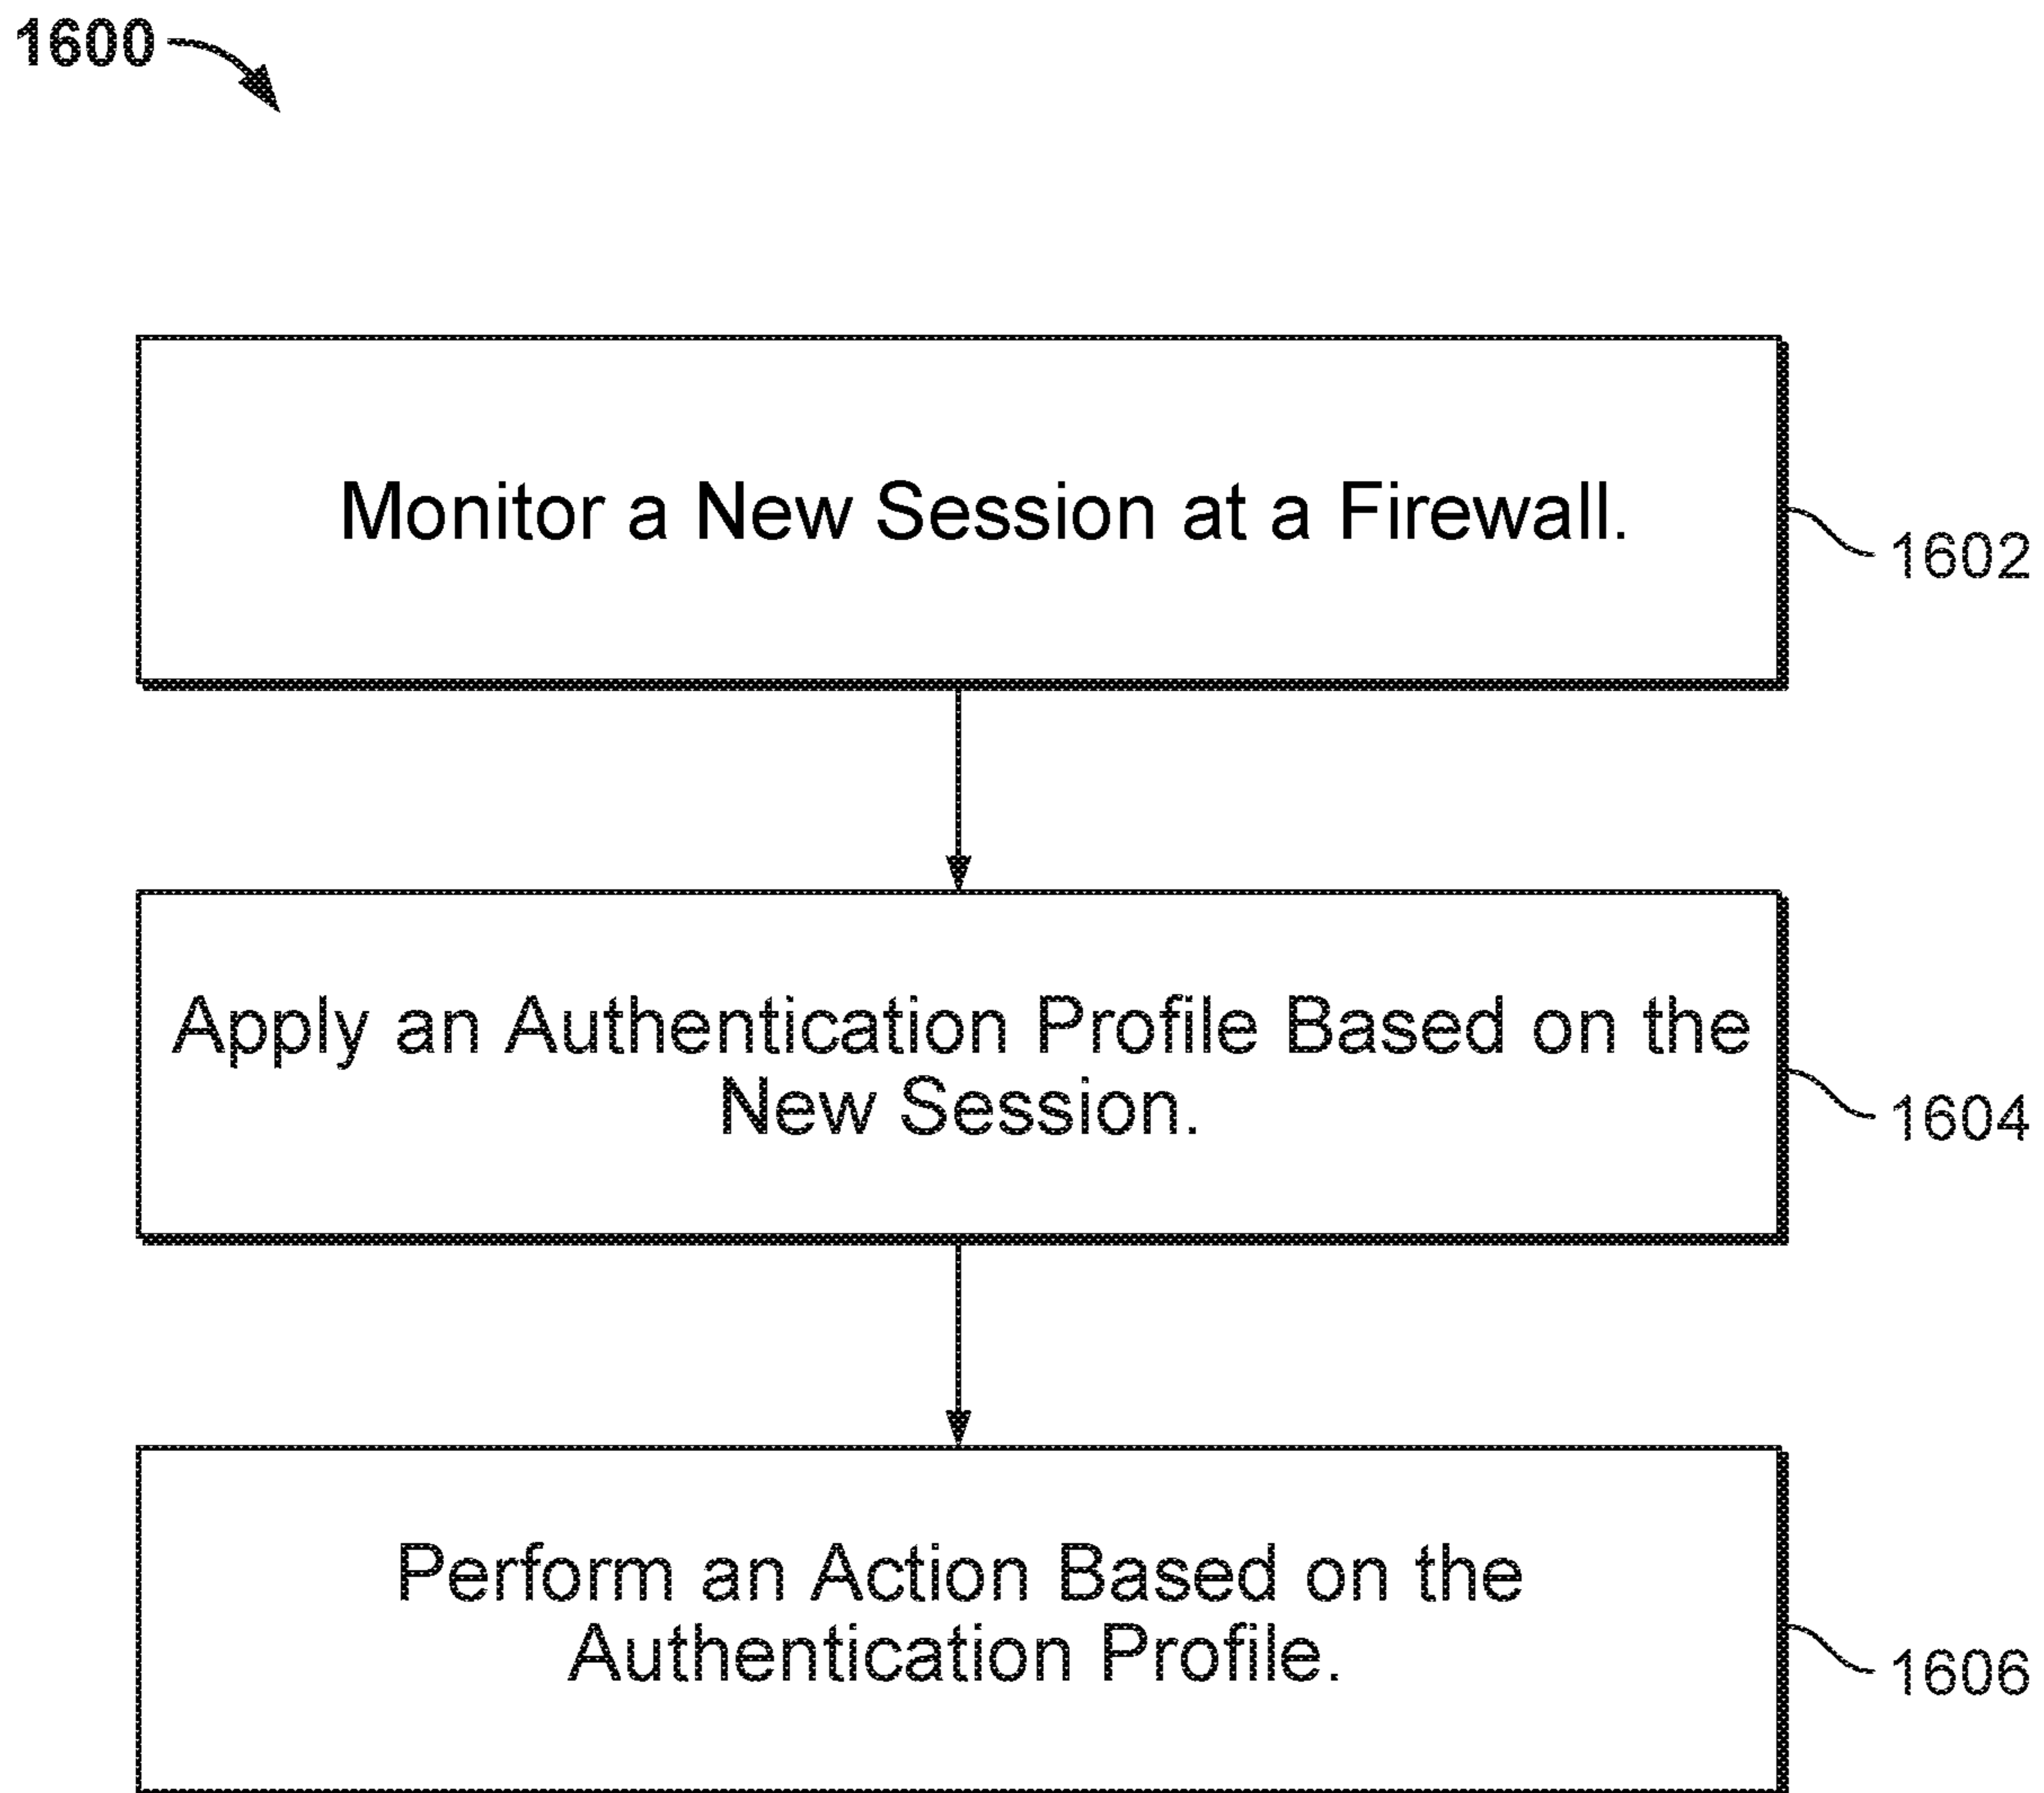 1600
Monitor a New Session at a Firewall.
1602
Apply an Authentication Profile Based on the
New Session.
1604
Perform an Action Based on the
Authentication Profile.
1606